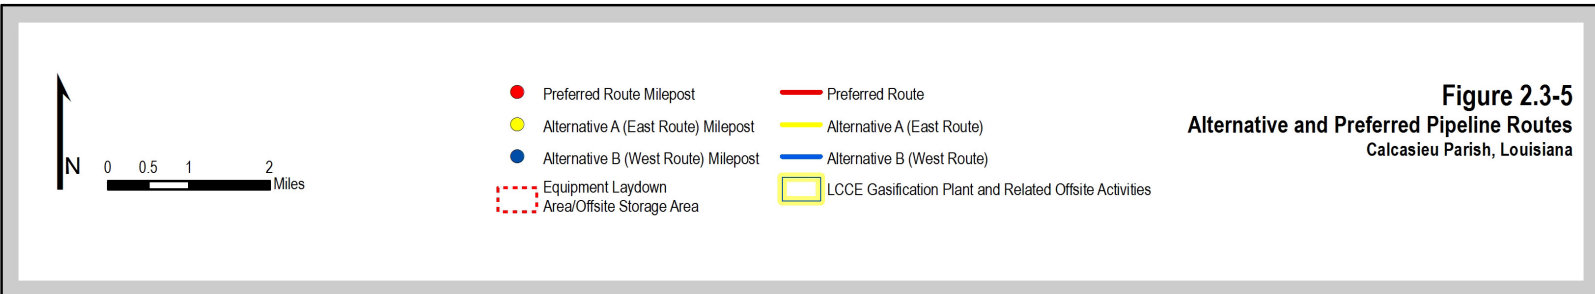 N
0 0.5 1 2
Miles
Preferred Route Milepost
Alternative A (East Route) Milepost
Alternative B (West Route) Milepost
Equipment Laydown
Area/Offsite Storage Area
Preferred Route
Alternative A (East Route)
Alternative B (West Route)
LCCE Gasification Plant and Related Offsite Activities
Figure 2.3-5
Alternative and Preferred Pipeline Routes
Calcasieu Parish, Louisiana